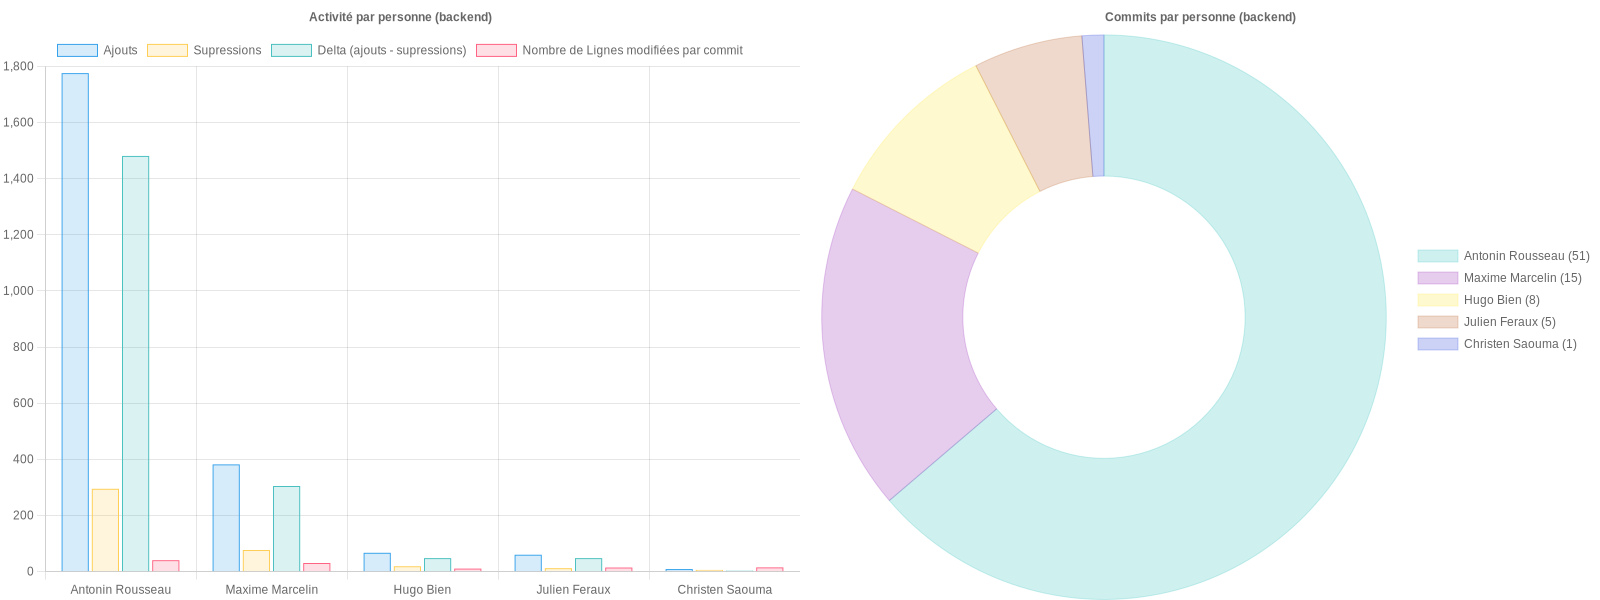 Activité par personne (backend)
Ajouts Supressions Delta (ajouts - supressions) Nombre de Lignes modifiées par commit
1,800
1,600
1,400
1,200
1,000
800
600
400
200
0
Antonin Rousseau Maxime Marcelin Hugo Bien Julien Feraux Christen Saouma
Commits par personne (backend)
Antonin Rousseau (51)
Maxime Marcelin (15)
Hugo Bien (8)
Julien Feraux (5)
Christen Saouma (1)